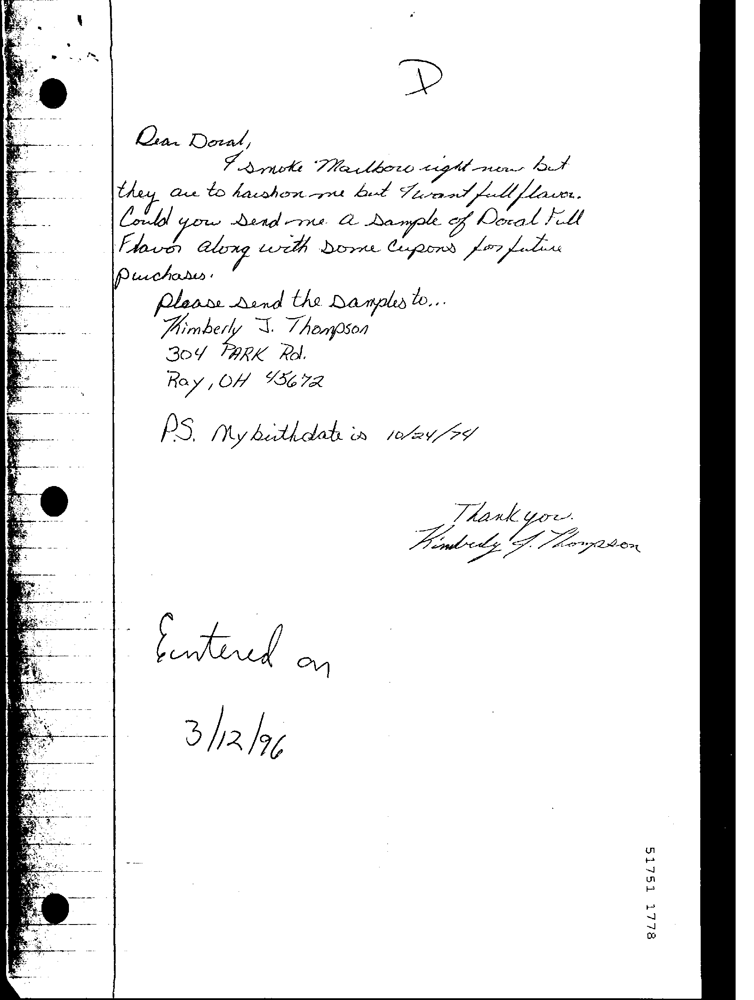 D
Dear Doral,
I smoke Marlboro right now but
they are to harsh on me but I want full flavor.
Could you send me a sample of Doral Full
Flavor along with some cupons for future
purchases.
Please send the samples to...
Kimberly J. Thompson
304 PARK Rd.
Ray, OH 45672
P.S. My birthdate is 10/24/74
Thank you.
Kimberly J. Thompson
Eintered on
3/12/96
51751 1778